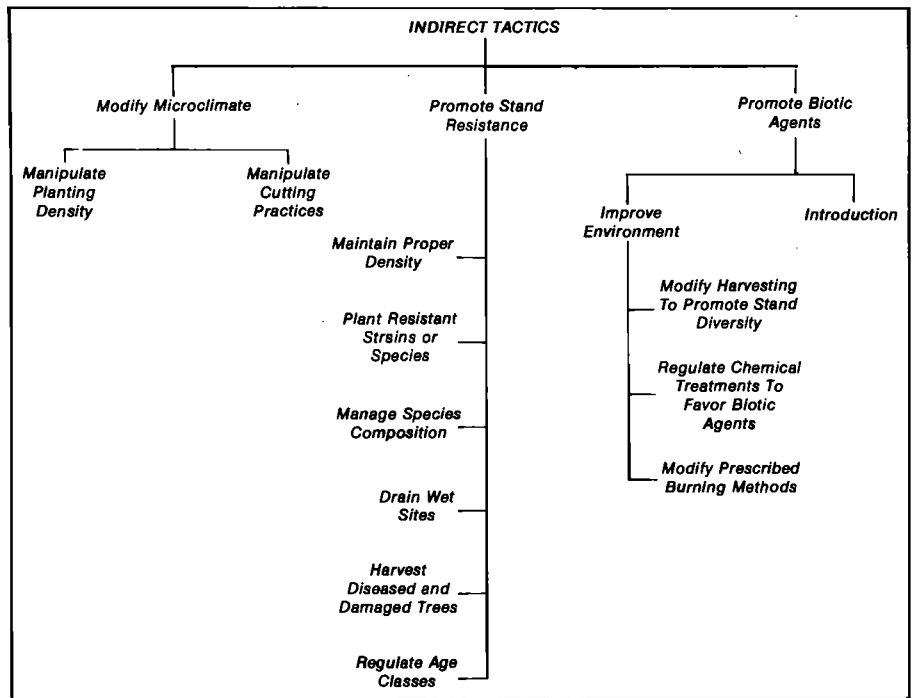 INDIRECT TACTICS
Modify Microclimate
Promote Stand
Resistance
Promote Biotic
Agents
Manipulate
Planting
Density
Manipulate
Cutting
Practices
Improve
Environment
Introduction
Maintain Proper
Density
Plant Resistant
Strsins or
Species
Manage Species
Composition
Drain Wet
Sites
Harvest
Diseased and
Damaged Trees
Regulate Age
Classes
Modify Harvesting
To Promote Stand
Diversity
Regulate Chemical
Treatments To
Favor Biotic
Agents
Modify Prescribed
Burning Methods